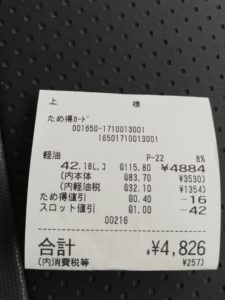 上 様
ため得ｶｰﾄﾞ
001650-1710013001
16501710013001
軽油 P-22 8%
42.18L.コ @115.80 ¥4884
(内本体 @83.70 ¥3530)
(内軽油税 @32.10 ¥1354)
ため得値引 @0.40 -16
スロット値引 @1.00 -42
00216
合計 ¥4,826
(内消費税等 ¥257)